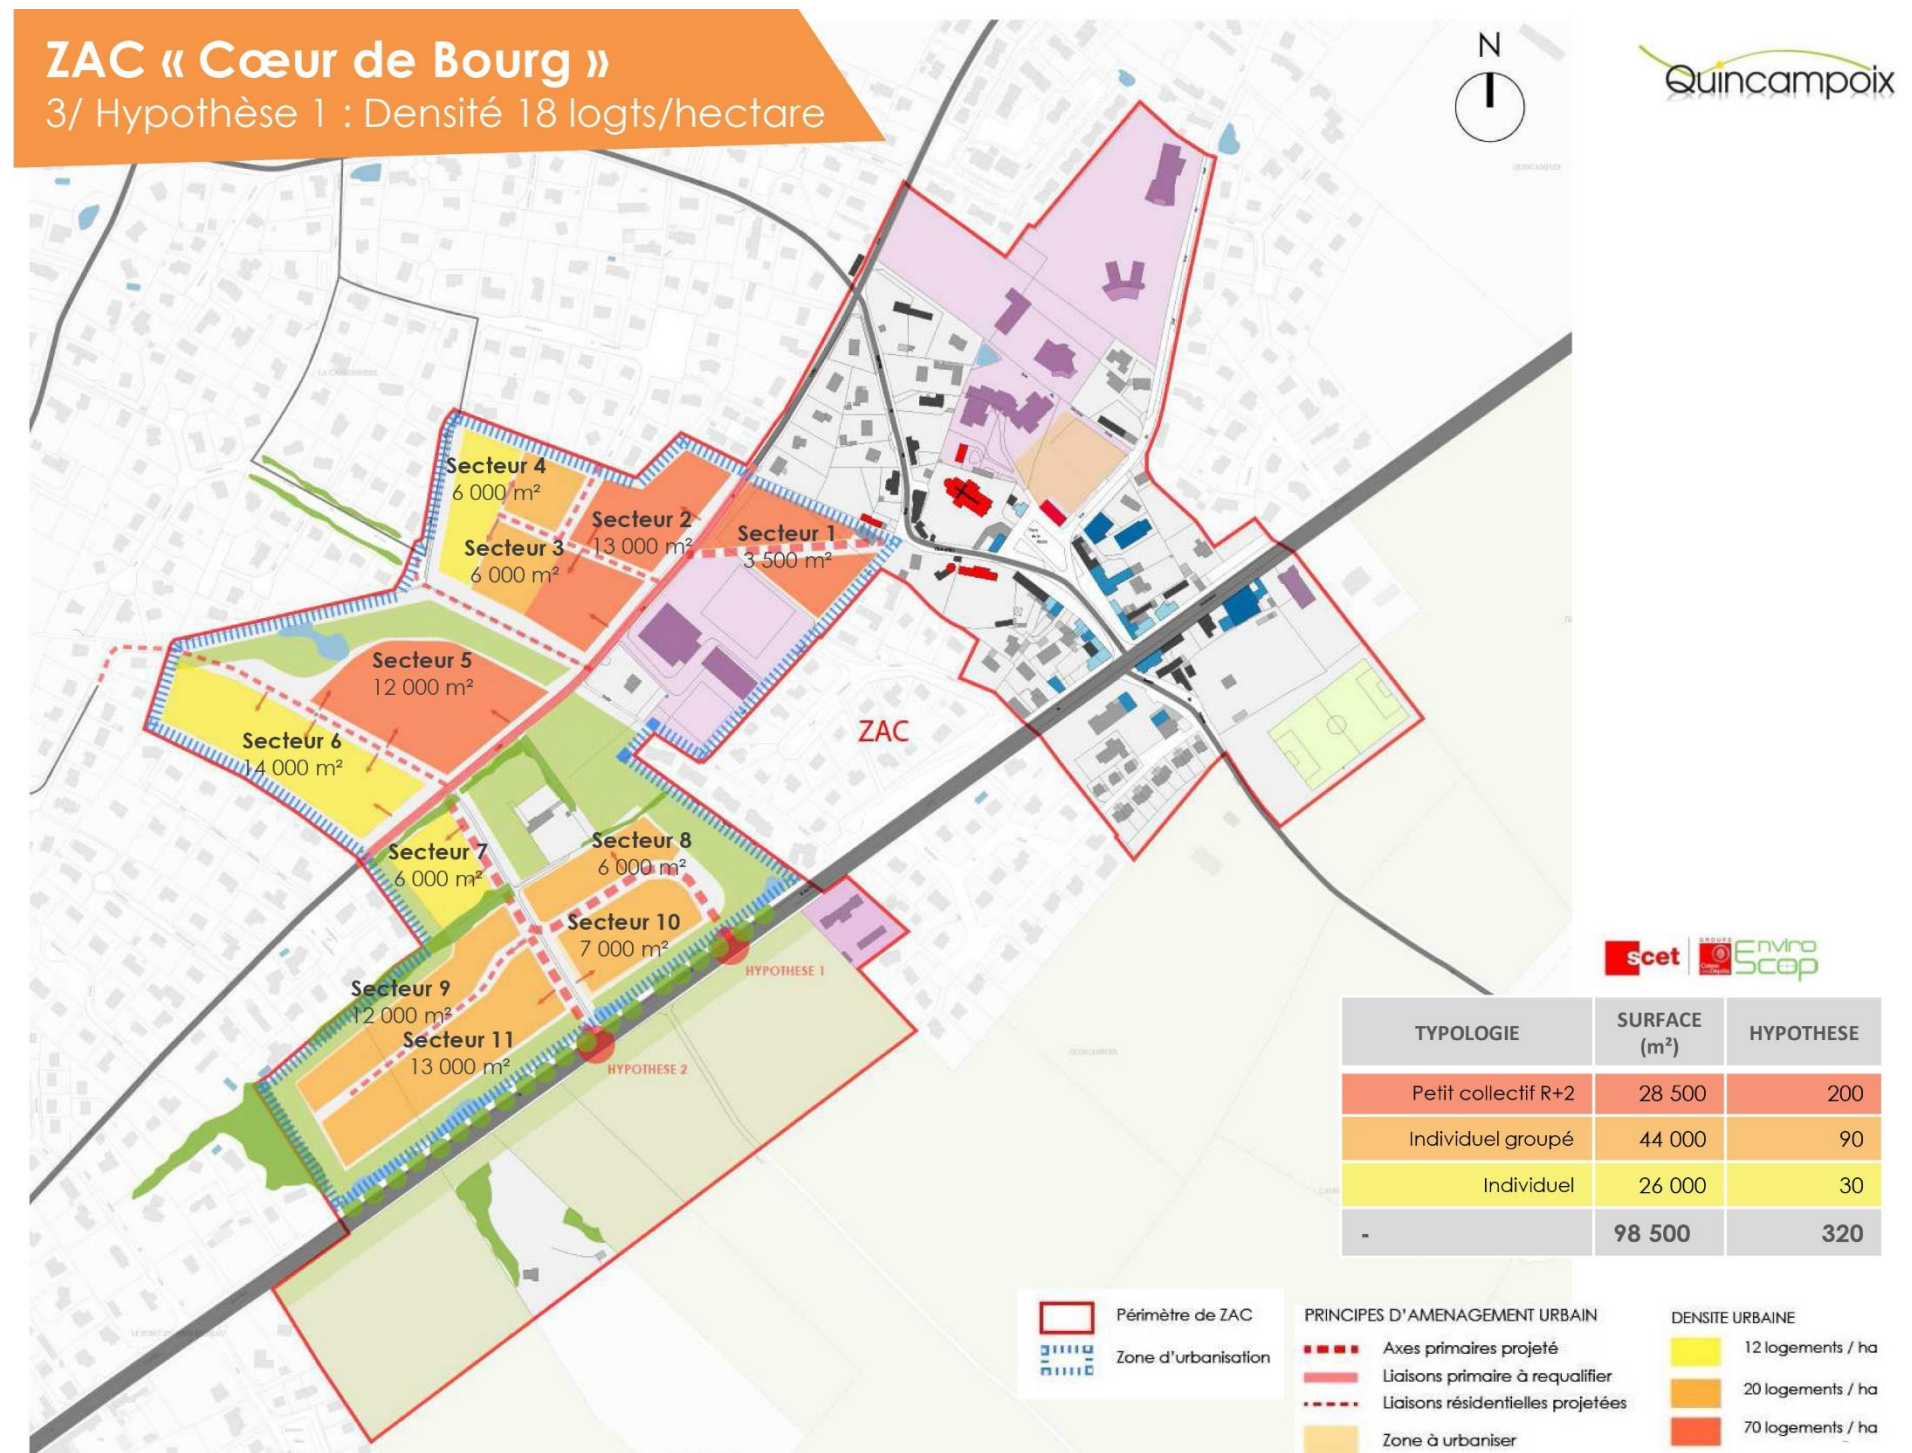 ZAC « Cœur de Bourg »
3/ Hypothèse 1 : Densité 18 logts/hectare
N
Quincampoix
Secteur 4
6 000 m²
Secteur 2
13 000 m²
Secteur 1
3 500 m²
Secteur 3
6 000 m²
Secteur 5
12 000 m²
Secteur 6
14 000 m²
ZAC
Secteur 8
6 000 m²
Secteur 7
6 000 m²
Secteur 10
7 000 m²
HYPOTHESE 1
Secteur 9
12 000 m²
Secteur 11
13 000 m²
HYPOTHESE 2
scet
GROUPE
Enviro
Scop
TYPOLOGIE
SURFACE
(m²)
HYPOTHESE
Petit collectif R+2 28 500 200
Individuel groupé 44 000 90
Individuel 26 000 30
- 98 500 320
Périmètre de ZAC
Zone d'urbanisation
PRINCIPES D'AMENAGEMENT URBAIN
Axes primaires projeté
Liaisons primaire à requalifier
Liaisons résidentielles projetées
Zone à urbaniser
DENSITE URBAINE
12 logements / ha
20 logements / ha
70 logements / ha